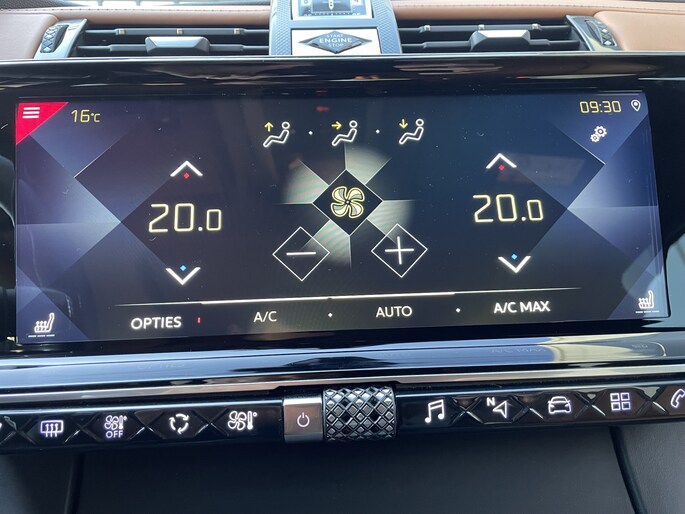 START
ENGINE
STOP
16°C
09:30
20.0
20.0
OPTIES
A/C
AUTO
A/C MAX
OFF
N